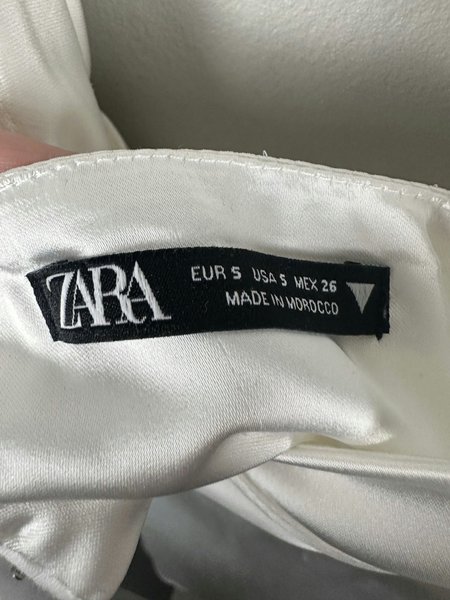 ZARA
EUR S USA S MEX 26
MADE IN MOROCCO